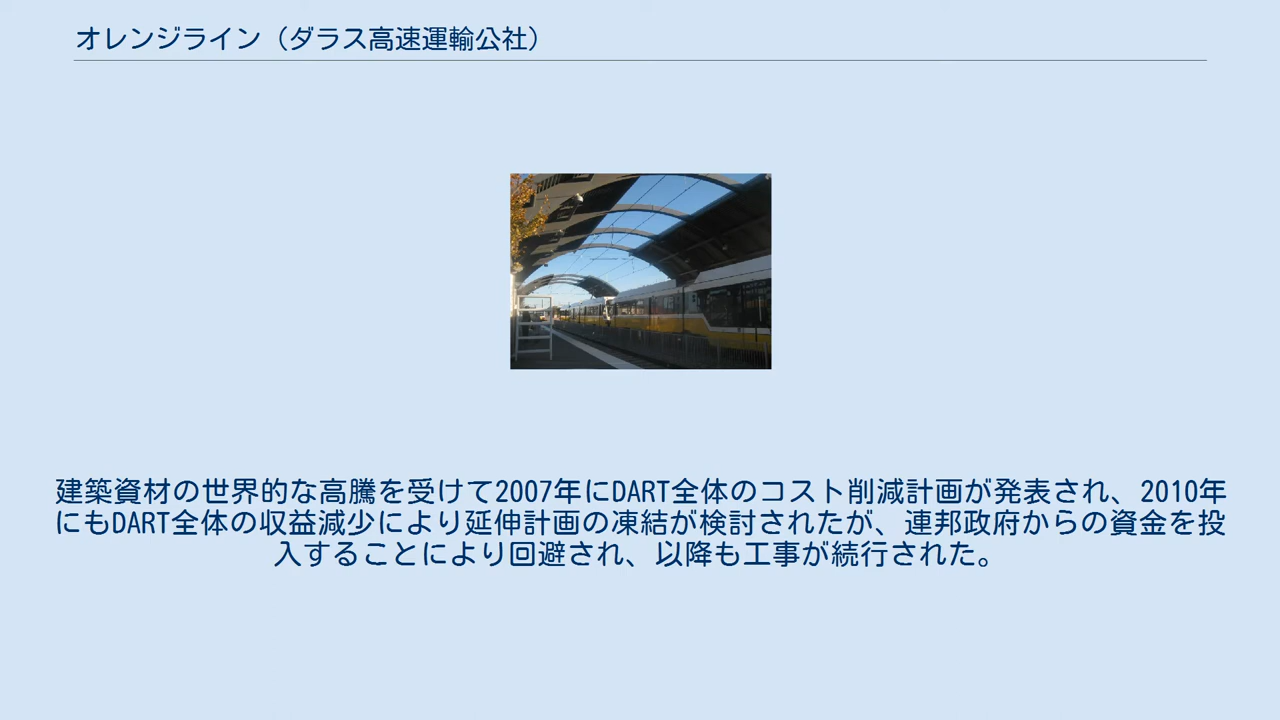 オレンジライン（ダラス高速運輸公社）
建築資材の世界的な高騰を受けて2007年にDART全体のコスト削減計画が発表され、2010年
にもDART全体の収益減少により延伸計画の凍結が検討されたが、連邦政府からの資金を投
入することにより回避され、以降も工事が続行された。